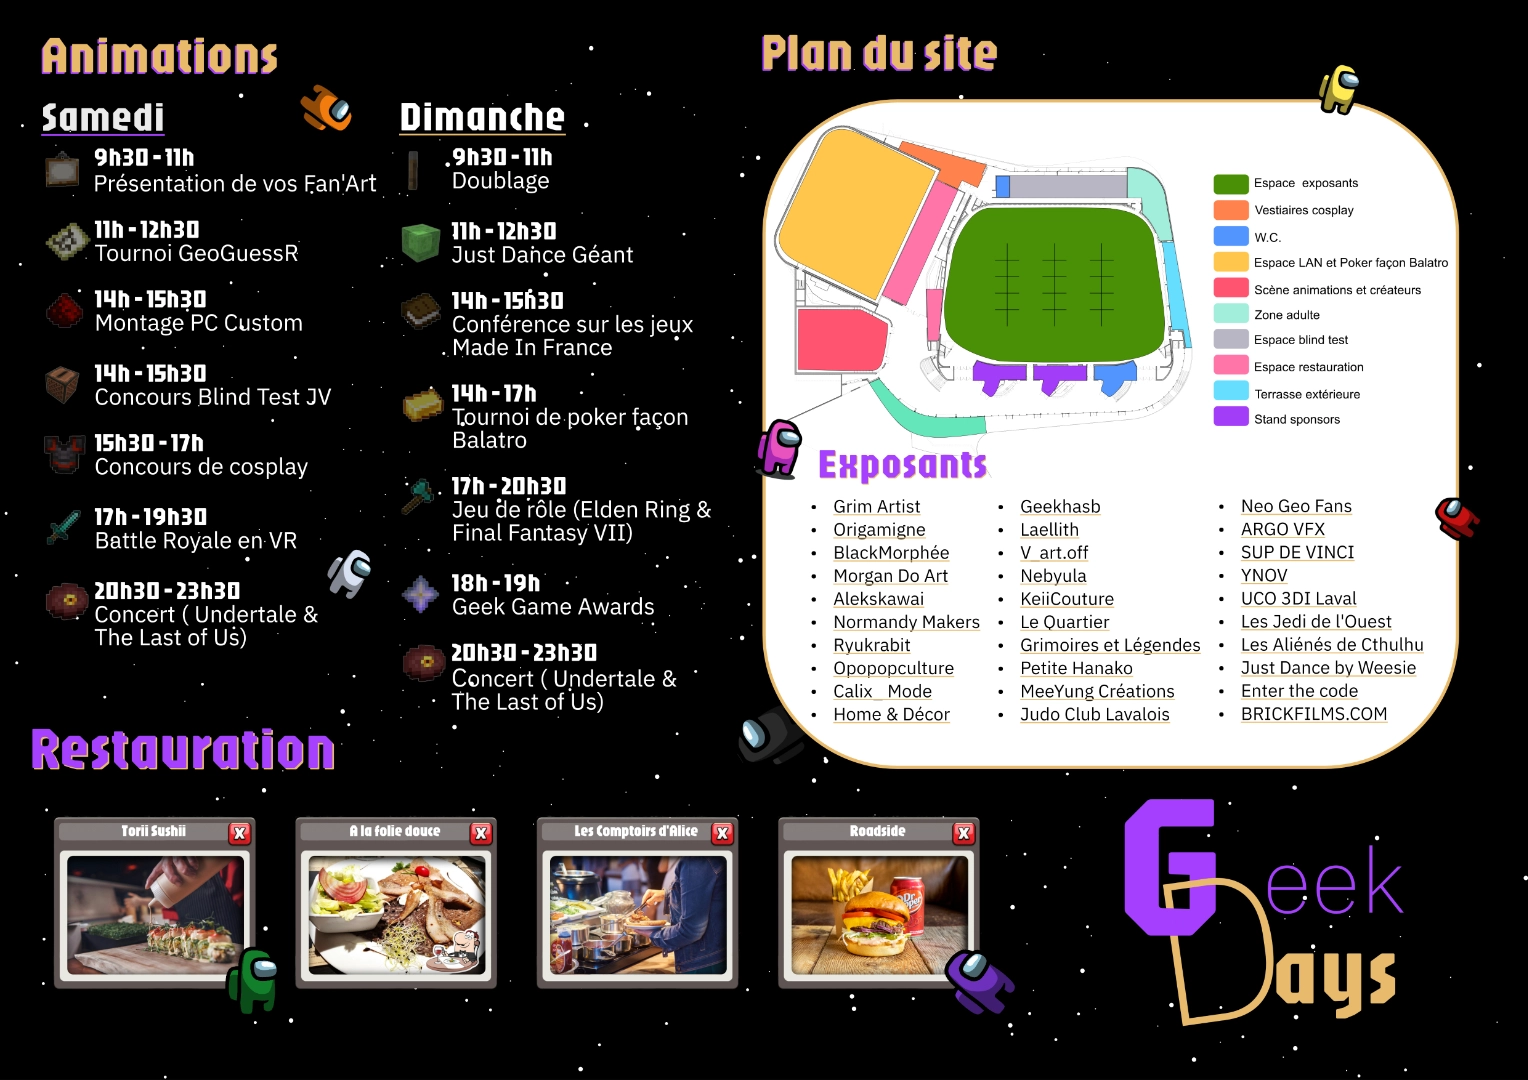 Animations
Samedi
9h30 - 11h
Présentation de vos Fan'Art
11h - 12h30
Tournoi GeoGuessR
14h - 15h30
Montage PC Custom
14h - 15h30
Concours Blind Test JV
15h30 - 17h
Concours de cosplay
17h - 19h30
Battle Royale en VR
20h30 - 23h30
Concert ( Undertale &
The Last of Us)
Dimanche
9h30 - 11h
Doublage
11h - 12h30
Just Dance Géant
14h - 15h30
Conférence sur les jeux
Made In France
14h - 17h
Tournoi de poker façon
Balatro
17h - 20h30
Jeu de rôle (Elden Ring &
Final Fantasy VII)
18h - 19h
Geek Game Awards
20h30 - 23h30
Concert ( Undertale &
The Last of Us)
Plan du site
Espace exposants
Vestiaires cosplay
W.C.
Espace LAN et Poker façon Balatro
Scène animations et créateurs
Zone adulte
Espace blind test
Espace restauration
Terrasse extérieure
Stand sponsors
Exposants
• Grim Artist
• Origamigne
• BlackMorphée
• Morgan Do Art
• Alekskawai
• Normandy Makers
• Ryukrabit
• Opopopculture
• Calix_ Mode
• Home & Décor
• Geekhasb
• Laellith
• V_art.off
• Nebyula
• KeiiCouture
• Le Quartier
• Grimoires et Légendes
• Petite Hanako
• MeeYung Créations
• Judo Club Lavalois
• Neo Geo Fans
• ARGO VFX
• SUP DE VINCI
• YNOV
• UCO 3DI Laval
• Les Jedi de l'Ouest
• Les Aliénés de Cthulhu
• Just Dance by Weesie
• Enter the code
• BRICKFILMS.COM
Restauration
Torii Sushii
X
A la folie douce
X
Les Comptoirs d'Alice
X
Roadside
X
Dr Pepper
Geek
Days